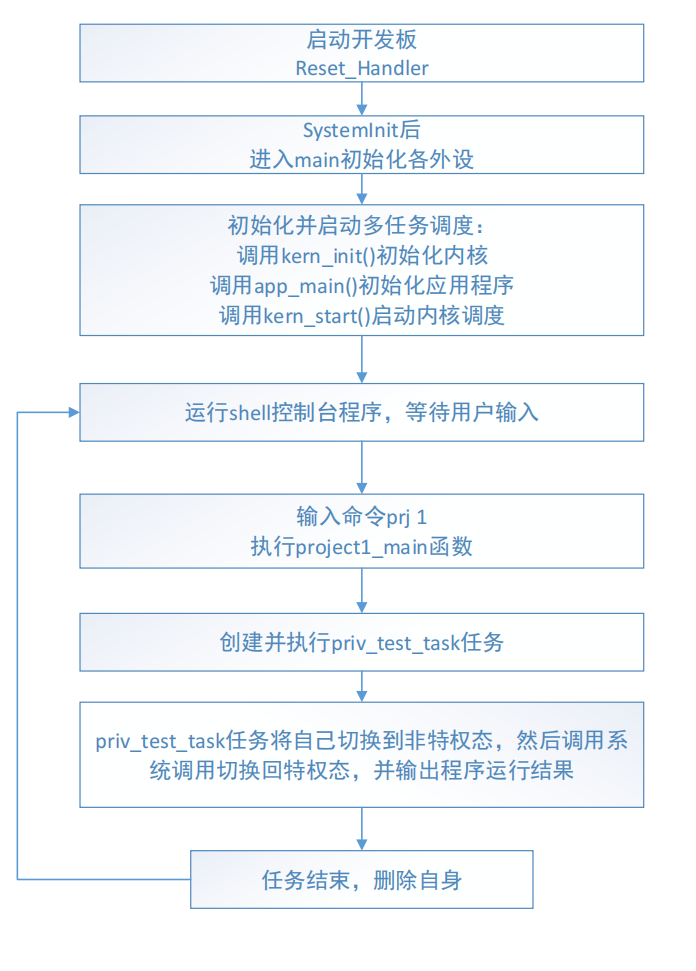 启动开发板
Reset_Handler
SystemInit后
进入main初始化各外设
初始化并启动多任务调度：
调用kern_init()初始化内核
调用app_main()初始化应用程序
调用kern_start()启动内核调度
运行shell控制台程序，等待用户输入
输入命令prj 1
执行project1_main函数
创建并执行priv_test_task任务
priv_test_task任务将自己切换到非特权态，然后调用系
统调用切换回特权态，并输出程序运行结果
任务结束，删除自身